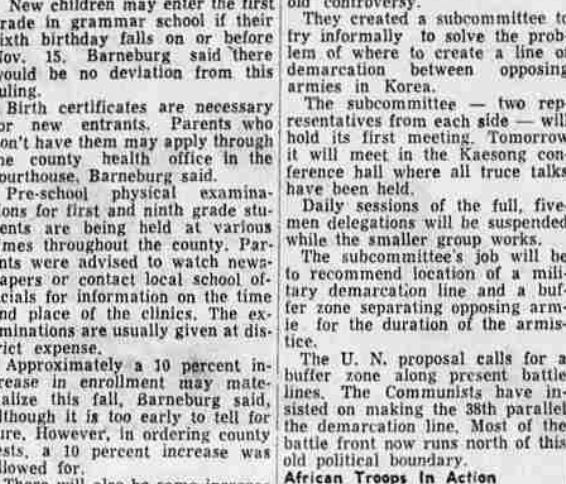 New children may enter the first
rade in grammar school if their
ixth birthday falls on or before
Nov. 15. Barneburg said there
ould be no deviation from this
uling.
Birth certificates are necessary
or new entrants. Parents who
on't have them may apply through
he county health office in the
ourthouse, Barneburg said.
Pre-school physical examina-
ions for first and ninth grade stu-
ents are being held at various
imes throughout the county. Par-
nts were advised to watch news-
apers or contact local school of-
icials for information on the time
nd place of the clinics. The ex-
minations are usually given at dis-
rict expense.
Approximately a 10 percent in-
rease in enrollment may mate-
ialize this fall, Barneburg said,
lthough it is too early to tell for
ure. However, in ordering county
ests, a 10 percent increase was
llowed for.
There will also be some increase
old controversy.
They created a subcommittee to
try informally to solve the prob-
lem of where to create a line of
demarcation between opposing
armies in Korea.
The subcommittee — two rep-
resentatives from each side — will
hold its first meeting. Tomorrow
it will meet in the Kaesong con-
ference hall where all truce talks
have been held.
Daily sessions of the full, five-
men delegations will be suspended
while the smaller group works.
The subcommittee's job will be
to recommend location of a mili-
tary demarcation line and a buf-
fer zone separating opposing arm-
ie for the duration of the armis-
tice.
The U. N. proposal calls for a
buffer zone along present battle
lines. The Communists have in-
sisted on making the 38th parallel
the demarcation line. Most of the
battle front now runs north of this
old political boundary.
African Troops In Action